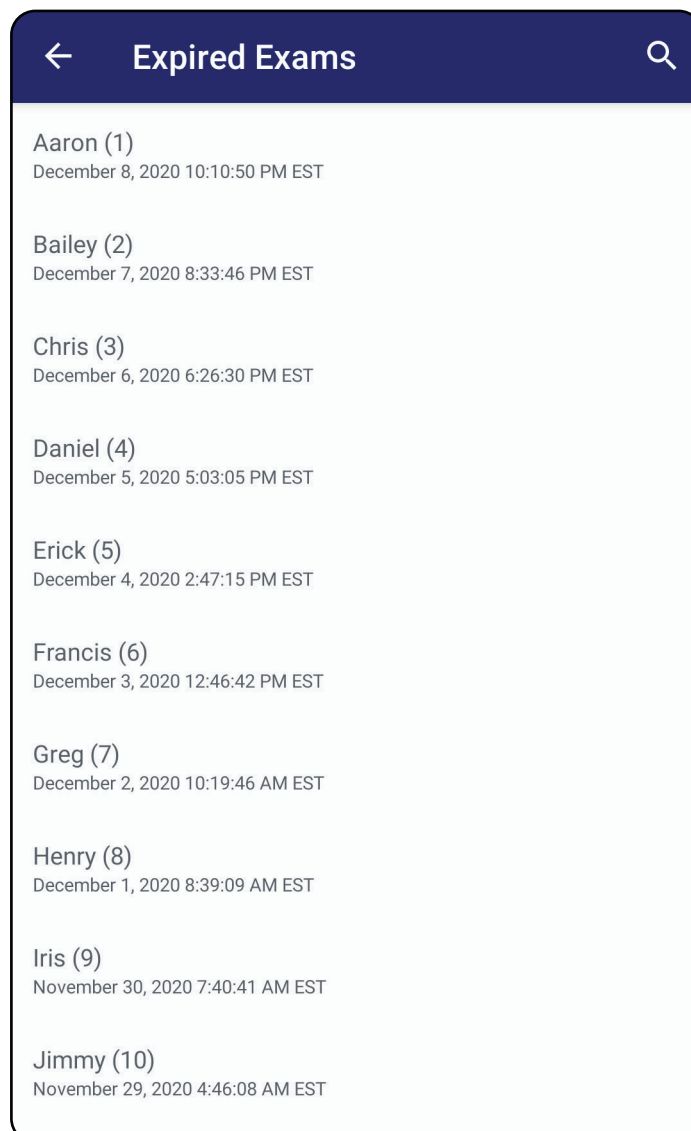 Expired Exams
Aaron (1)
December 8, 2020 10:10:50 PM EST
Bailey (2)
December 7, 2020 8:33:46 PM EST
Chris (3)
December 6, 2020 6:26:30 PM EST
Daniel (4)
December 5, 2020 5:03:05 PM EST
Erick (5)
December 4, 2020 2:47:15 PM EST
Francis (6)
December 3, 2020 12:46:42 PM EST
Greg (7)
December 2, 2020 10:19:46 AM EST
Henry (8)
December 1, 2020 8:39:09 AM EST
Iris (9)
November 30, 2020 7:40:41 AM EST
Jimmy (10)
November 29, 2020 4:46:08 AM EST